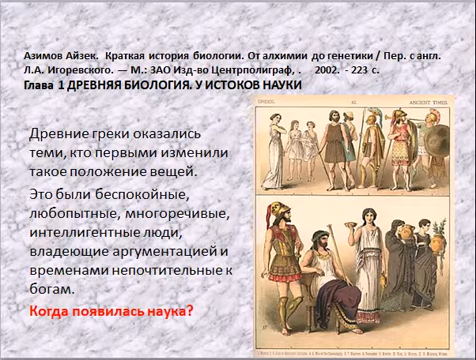 Азимов Айзек. Краткая история биологии. От алхимии до генетики / Пер. с англ.
Л.А. Игоревского. — М.: ЗАО Изд-во Центрполиграф, . 2002. - 223 с.
Глава 1 ДРЕВНЯЯ БИОЛОГИЯ. У ИСТОКОВ НАУКИ
Древние греки оказались
теми, кто первыми изменили
такое положение вещей.
Это были беспокойные,
любопытные, многоречивые,
интеллигентные люди,
владеющие аргументацией и
временами непочтительные к
богам.
Когда появилась наука?
ANCIENT TIMES.